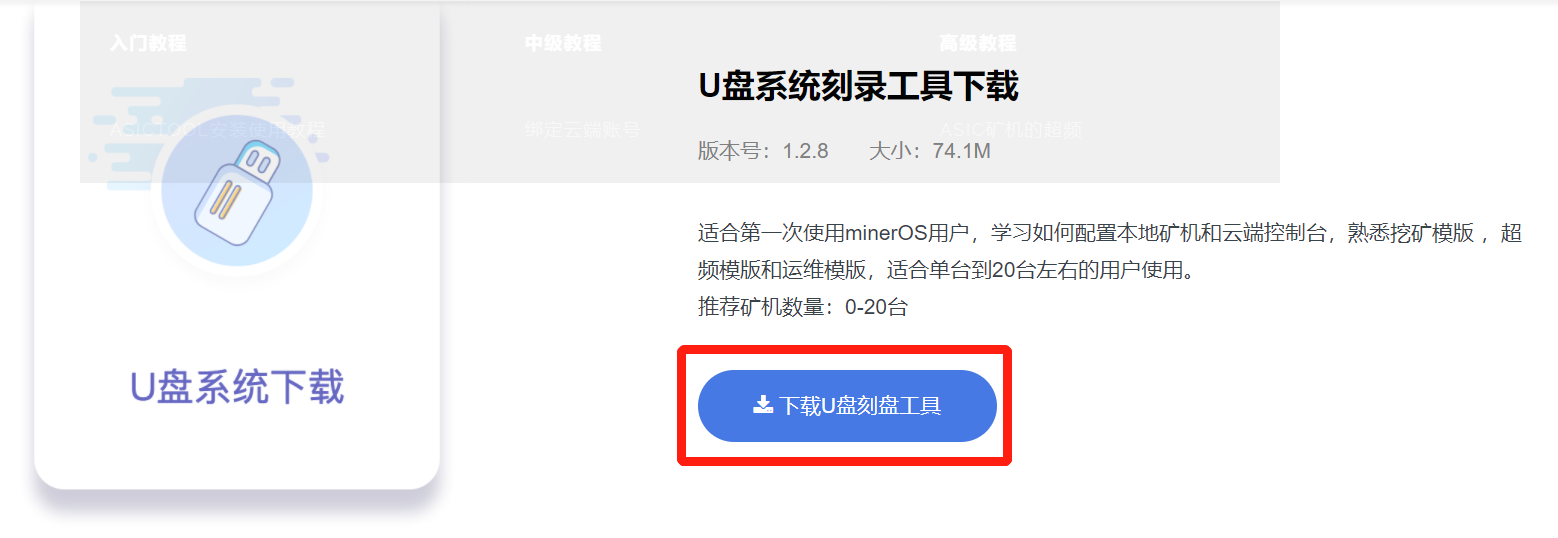 入门教程
中级教程
高级教程
U盘系统刻录工具下载
ASICTOOL安装使用教程
绑定云端账号
ASIC矿机的超频
版本号：1.2.8 大小：74.1M
适合第一次使用minerOS用户，学习如何配置本地矿机和云端控制台，熟悉挖矿模版 ，超
频模版和运维模版，适合单台到20台左右的用户使用。
推荐矿机数量：0-20台
U盘系统下载
下载U盘刻盘工具